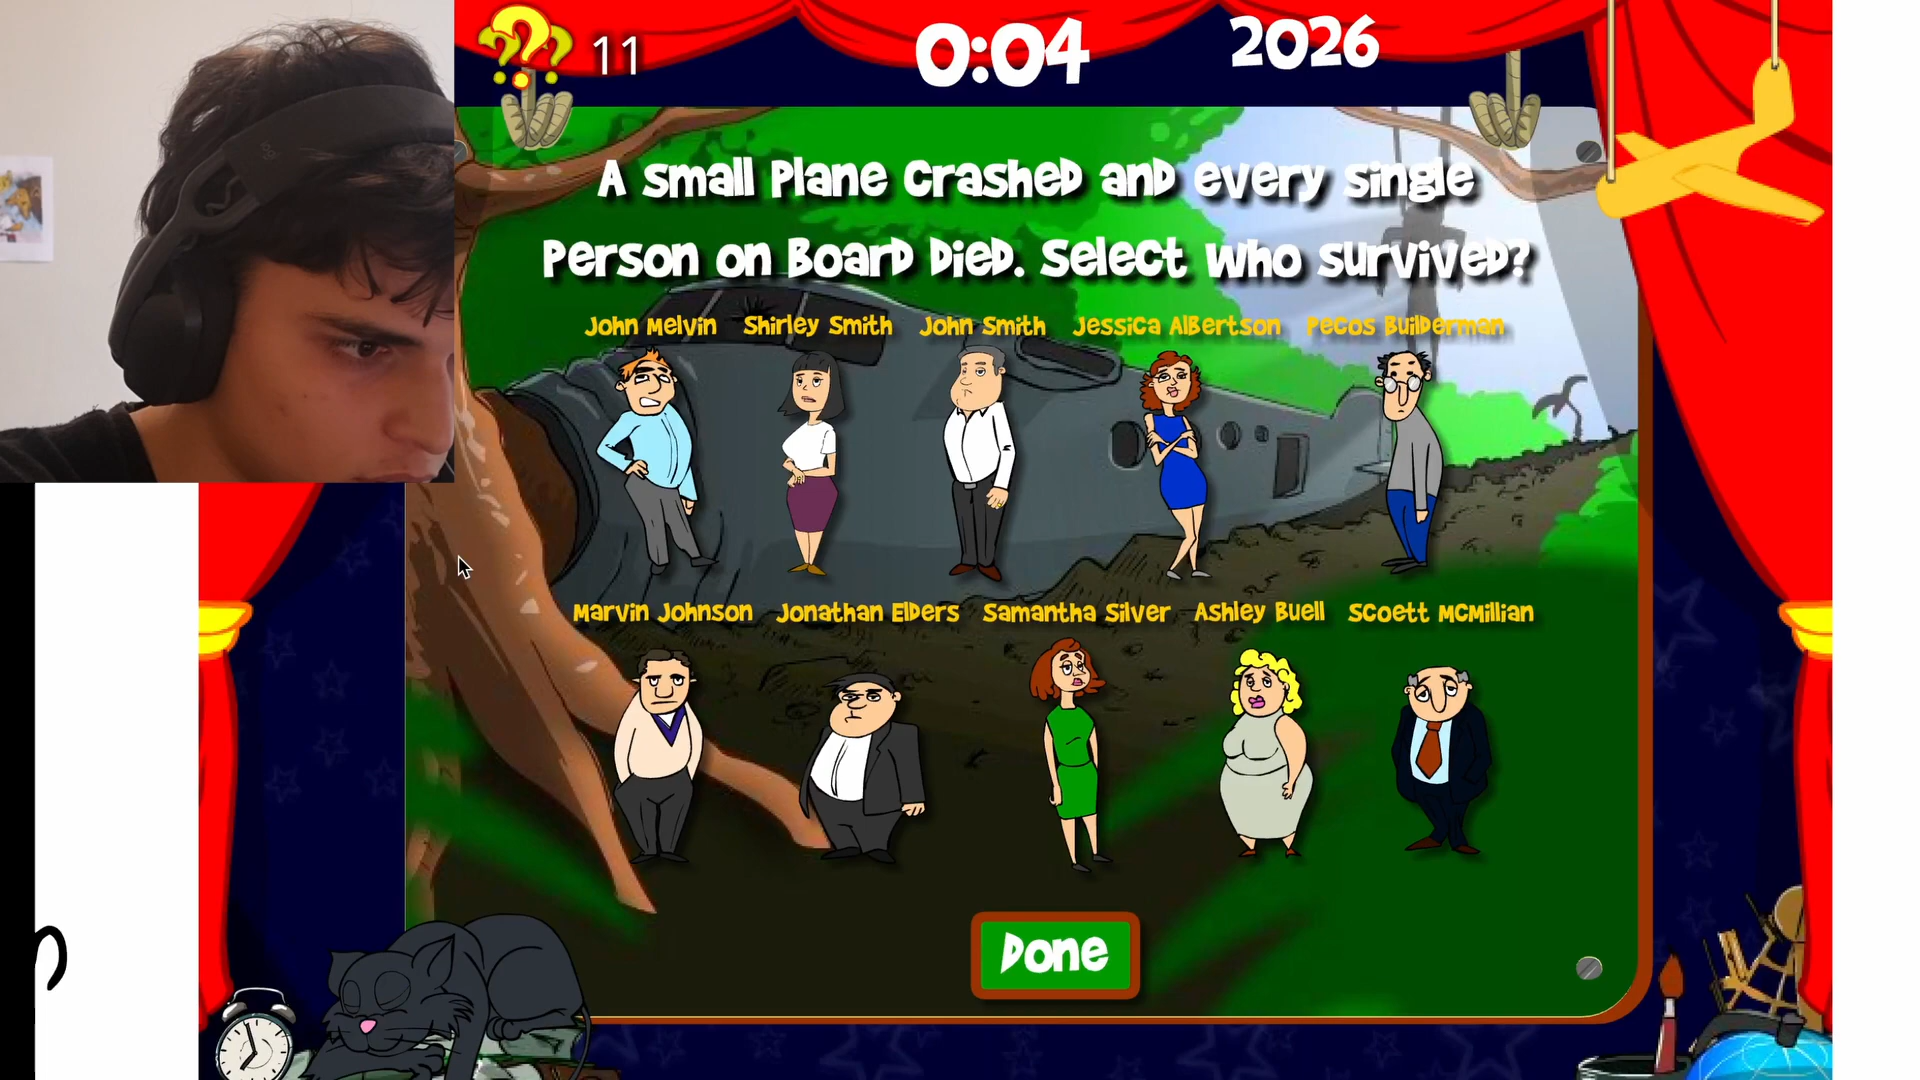 ??? 11 0:04 2026
A small Plane crashed and every single
Person on Board Died. Select who survived?
John Melvin Shirley Smith John Smith Jessica Albertson Pecos Builderman
Marvin Johnson Jonathan Elders Samantha Silver Ashley Buell Scoett McMillian
Done